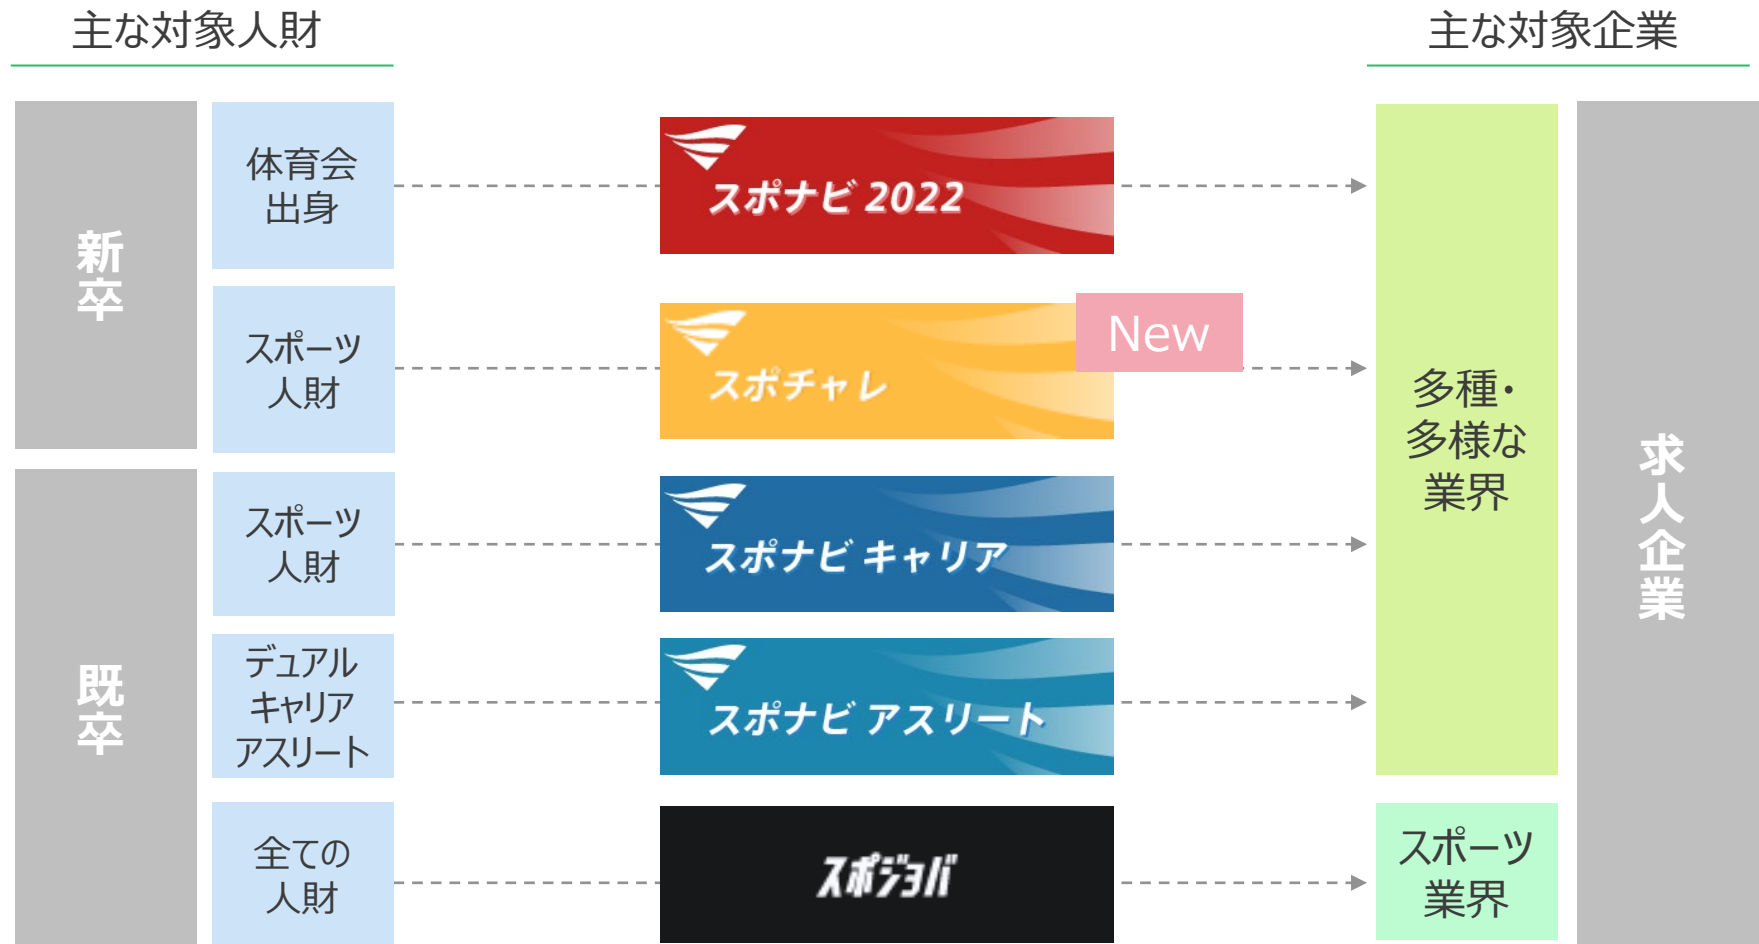 主な対象人財
主な対象企業
新卒
体育会
出身
スポナビ 2022
スポーツ
人財
スポチャレ
New
既卒
スポーツ
人財
スポナビ キャリア
デュアル
キャリア
アスリート
スポナビ アスリート
全ての
人財
スポジョバ
多種・
多様な
業界
スポーツ
業界
求人企業